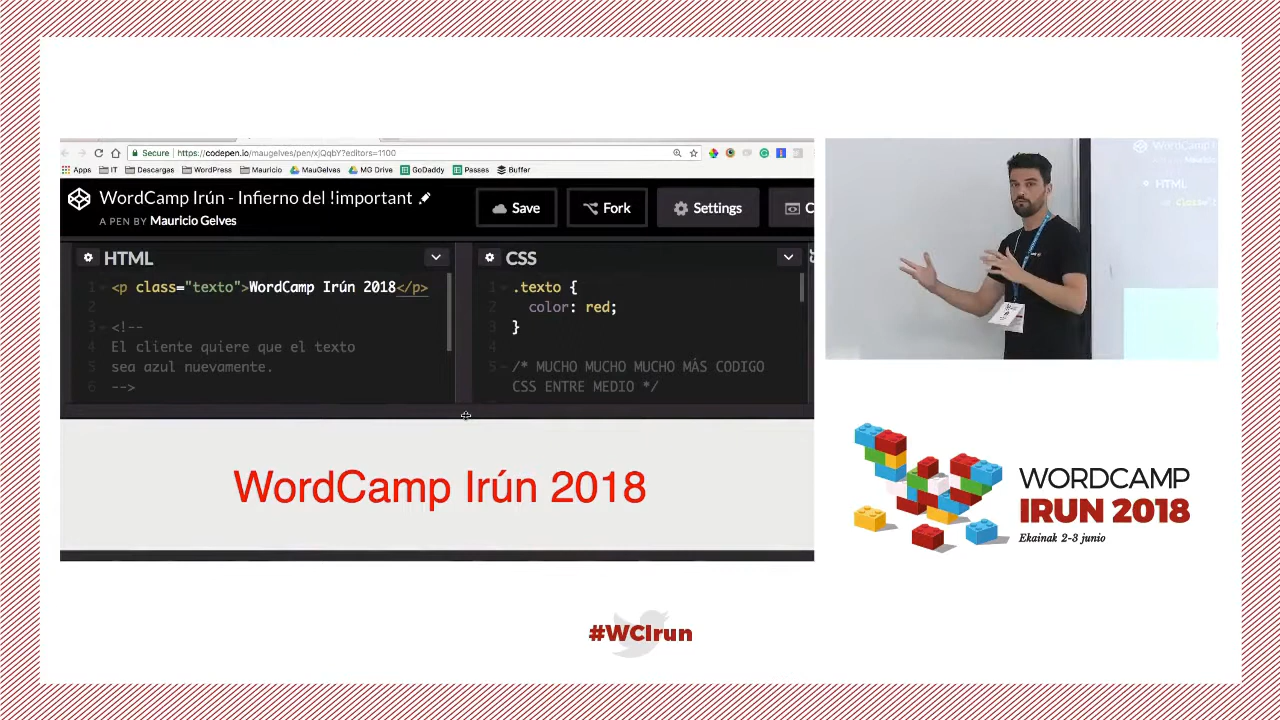 Secure https://codepen.io/maugelves/pen/xjQqbY?editors=1100
Apps IT Descargas WordPress Mauricio MauGelves MG Drive GoDaddy Passes Buffer
WordCamp Irún - Infierno del !important
A PEN BY Mauricio Gelves
Save Fork Settings C
HTML
1 <p class="texto">WordCamp Irún 2018</p>
2
3 <!--
4 El cliente quiere que el texto
5 sea azul nuevamente.
6 -->
CSS
1 .texto {
2 color: red;
3 }
4
5 /* MUCHO MUCHO MUCHO MÁS CODIGO
CSS ENTRE MEDIO */
WordCamp Irún 2018
HTML
WORDCAMP
IRUN 2018
Ekainak 2-3 junio
#WCIrun